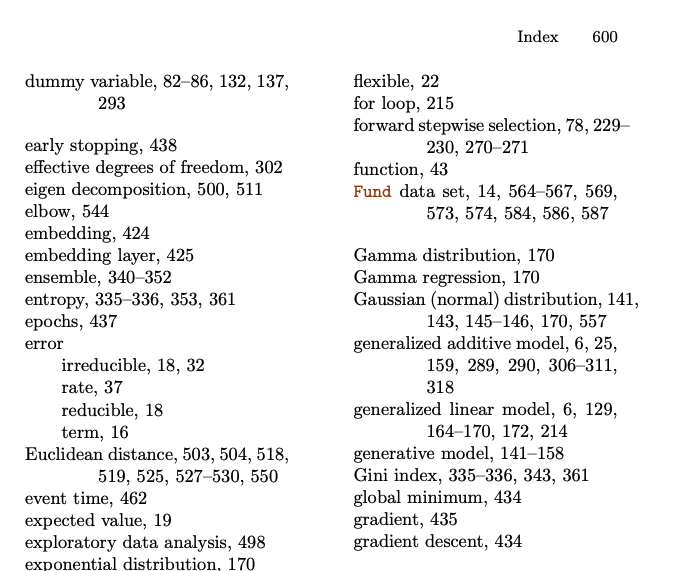 Index 600
dummy variable, 82–86, 132, 137,
293
early stopping, 438
effective degrees of freedom, 302
eigen decomposition, 500, 511
elbow, 544
embedding, 424
embedding layer, 425
ensemble, 340–352
entropy, 335–336, 353, 361
epochs, 437
error
irreducible, 18, 32
rate, 37
reducible, 18
term, 16
Euclidean distance, 503, 504, 518,
519, 525, 527–530, 550
event time, 462
expected value, 19
exploratory data analysis, 498
exponential distribution, 170
flexible, 22
for loop, 215
forward stepwise selection, 78, 229–
230, 270–271
function, 43
Fund data set, 14, 564–567, 569,
573, 574, 584, 586, 587
Gamma distribution, 170
Gamma regression, 170
Gaussian (normal) distribution, 141,
143, 145–146, 170, 557
generalized additive model, 6, 25,
159, 289, 290, 306–311,
318
generalized linear model, 6, 129,
164–170, 172, 214
generative model, 141–158
Gini index, 335–336, 343, 361
global minimum, 434
gradient, 435
gradient descent, 434